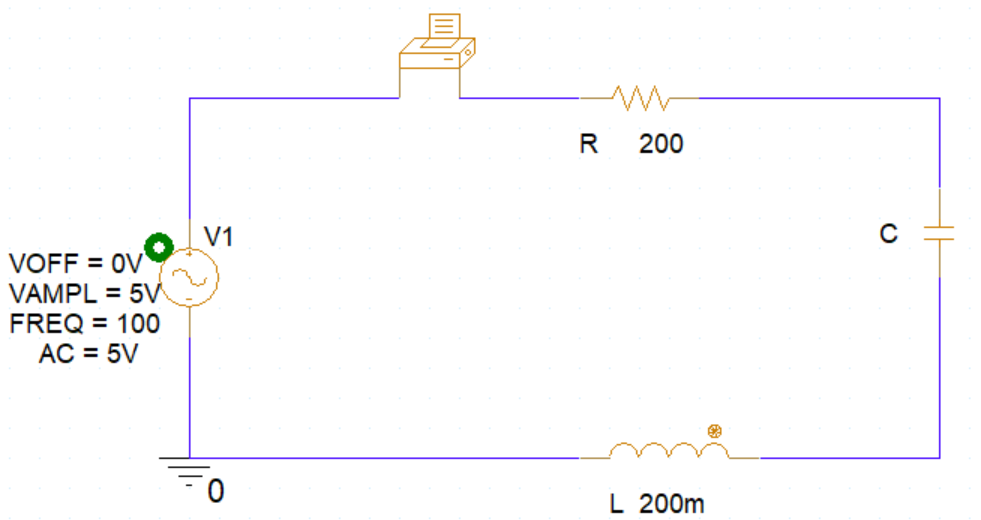 R 200
V1
C
VOFF = 0V
VAMPL = 5V
FREQ = 100
AC = 5V
0
L 200m